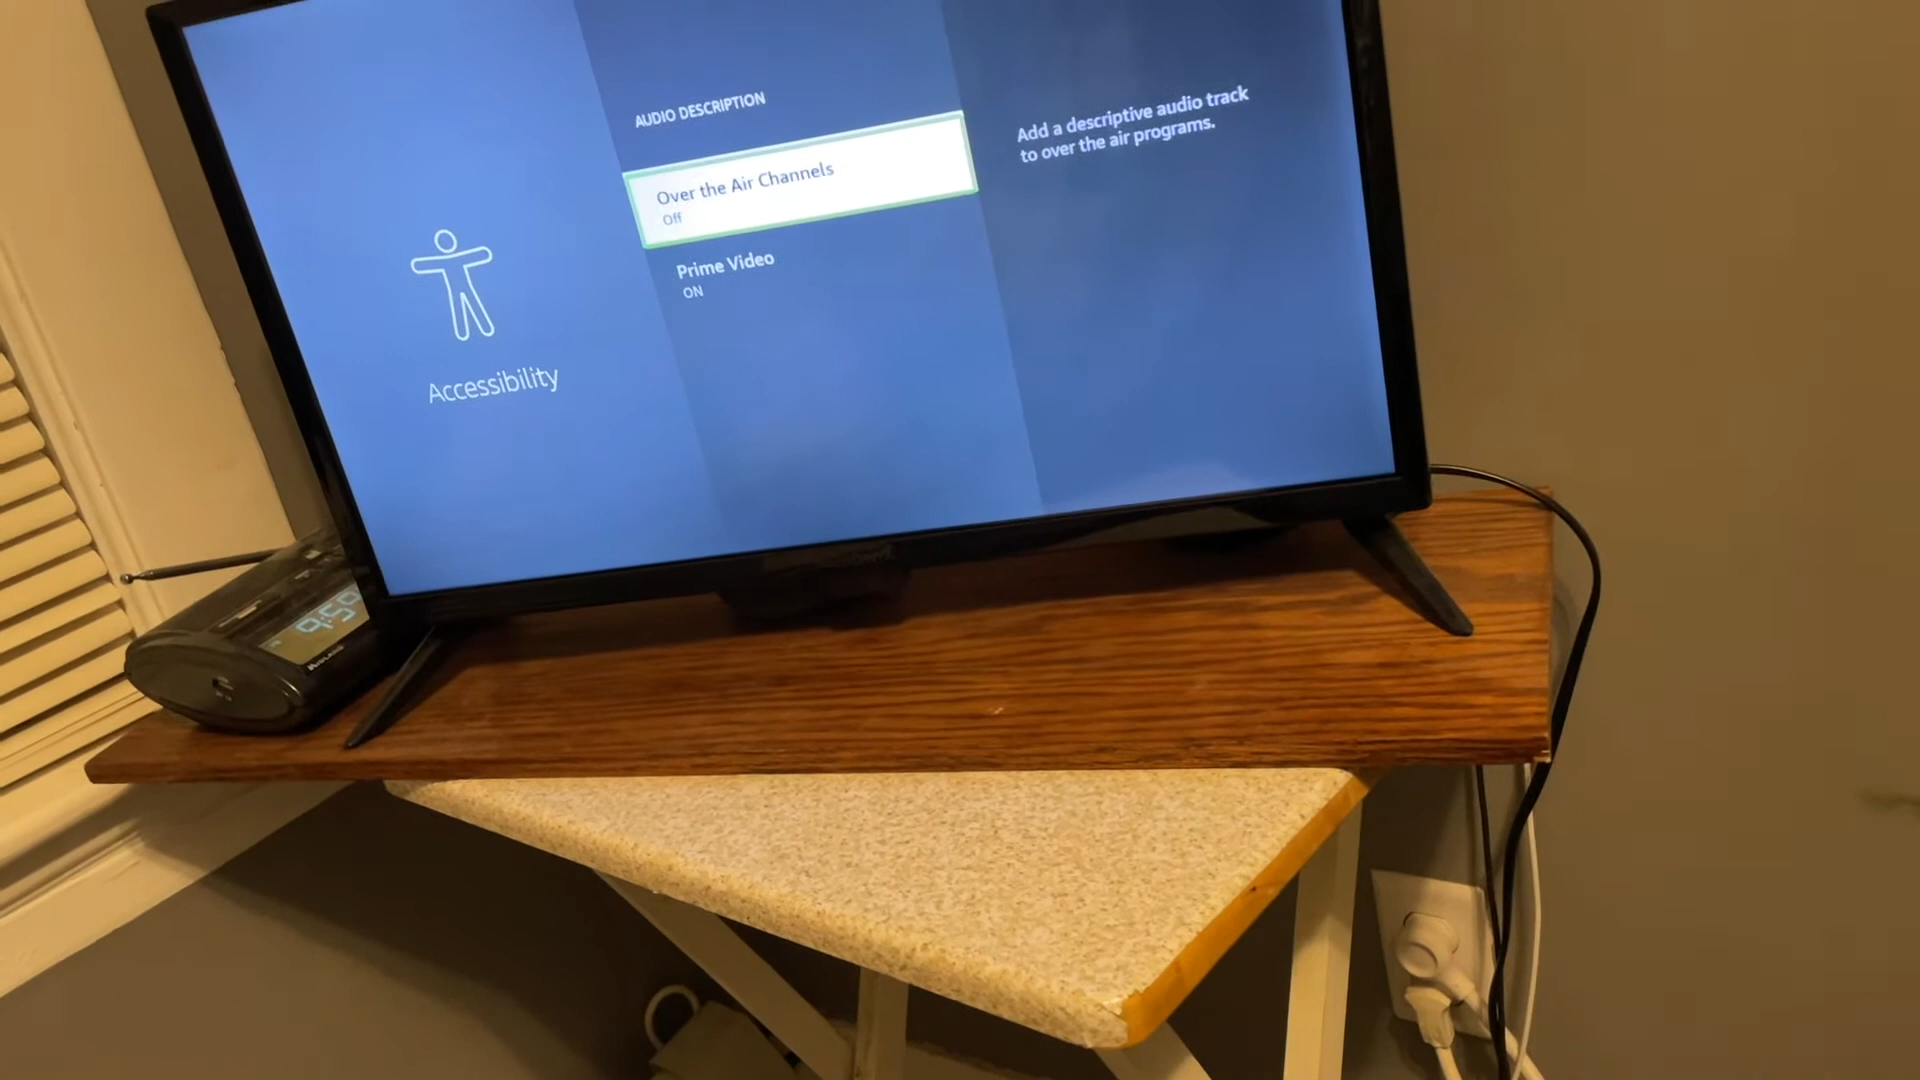 AUDIO DESCRIPTION
Over the Air Channels
Off
Prime Video
ON
Add a descriptive audio track
to over the air programs.
Accessibility
9:59
MIDLAND